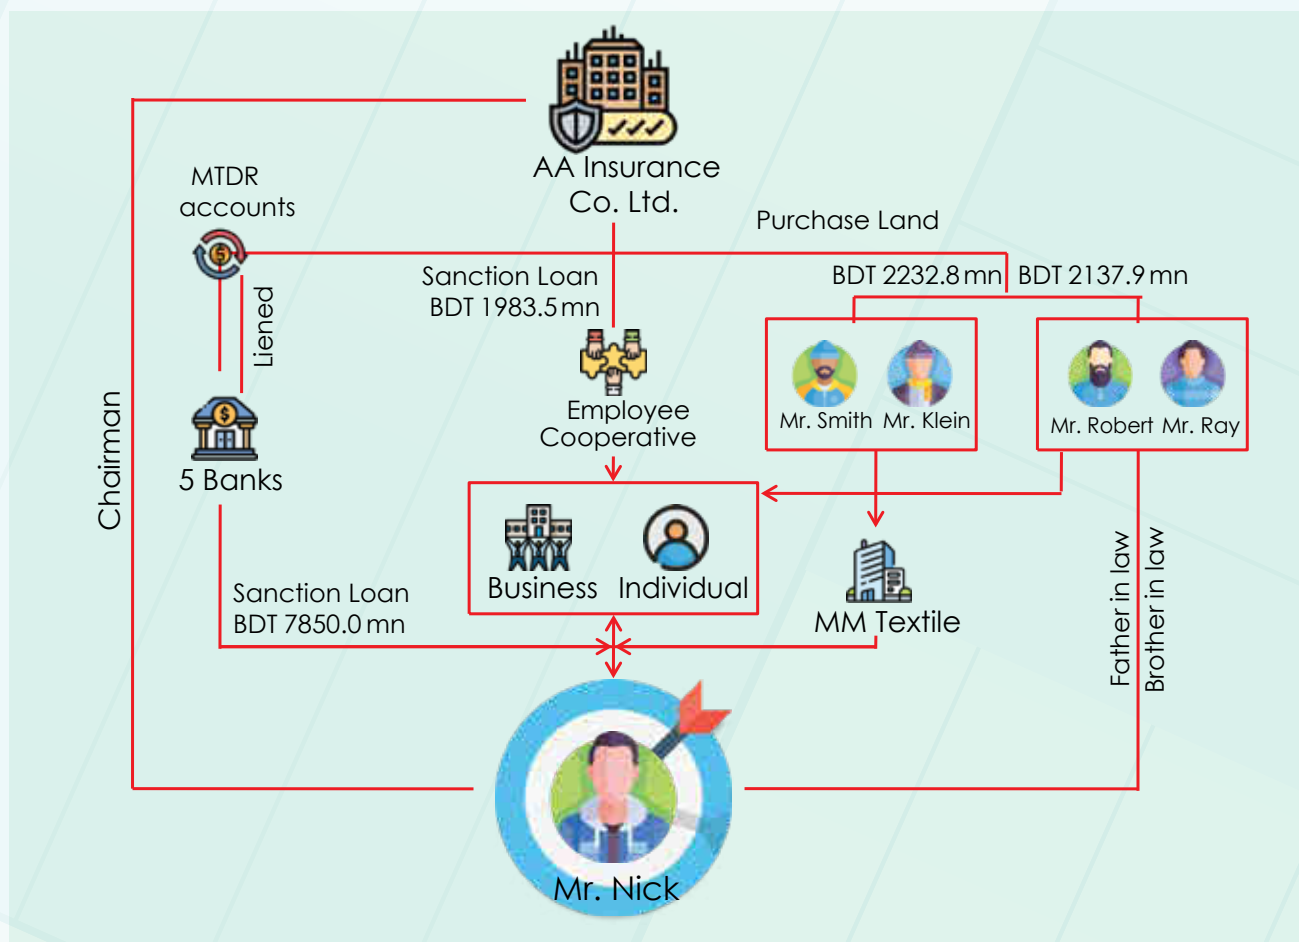 AA Insurance
Co. Ltd.
MTDR
accounts
Purchase Land
Sanction Loan
BDT 1983.5 mn
BDT 2232.8 mn
BDT 2137.9 mn
Liened
Employee
Cooperative
Mr. Smith
Mr. Klein
Mr. Robert
Mr. Ray
5 Banks
Chairman
Business
Individual
Sanction Loan
BDT 7850.0 mn
MM Textile
Father in law
Brother in law
Mr. Nick